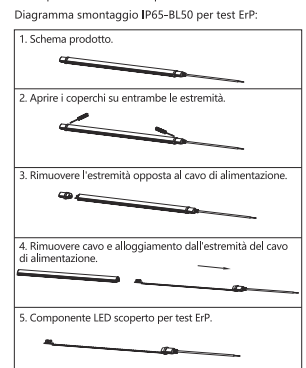 Diagramma smontaggio IP65-BL50 per test ErP:
1. Schema prodotto.
2. Aprire i coperchi su entrambe le estremità.
3. Rimuovere l'estremità opposta al cavo di alimentazione.
4. Rimuovere cavo e alloggiamento dall'estremità del cavo
di alimentazione.
5. Componente LED scoperto per test ErP.